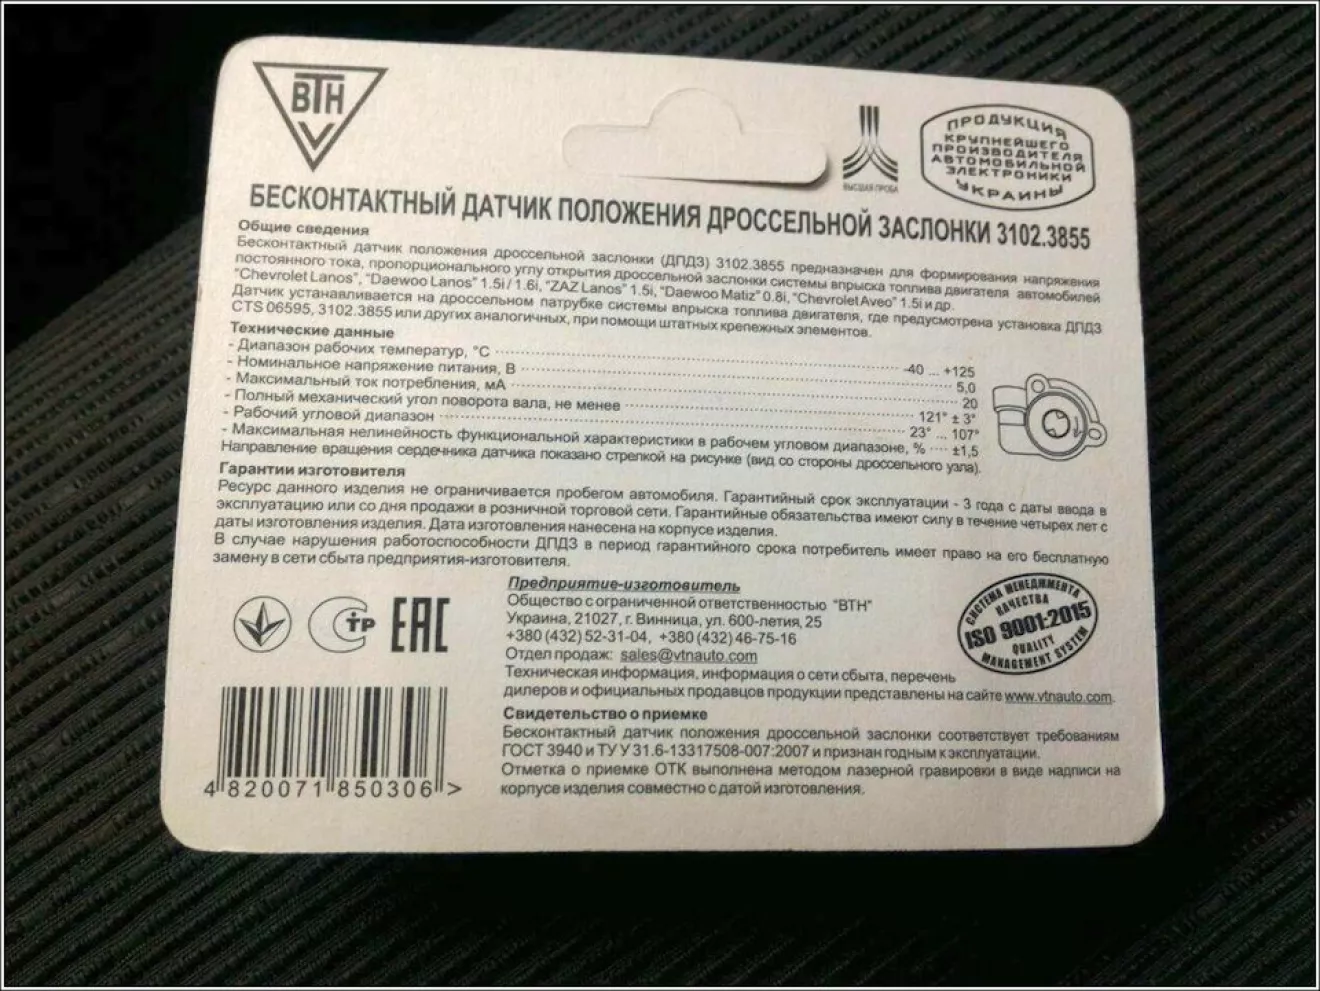 ВТН
ВЫСШАЯ ПРОБА
ПРОДУКЦИЯ
КРУПНЕЙШЕГО
ПРОИЗВОДИТЕЛЯ
АВТОМОБИЛЬНОЙ
ЭЛЕКТРОНИКИ
УКРАИНЫ
БЕСКОНТАКТНЫЙ ДАТЧИК ПОЛОЖЕНИЯ ДРОССЕЛЬНОЙ ЗАСЛОНКИ 3102.3855
Общие сведения
Бесконтактный датчик положения дроссельной заслонки (ДПДЗ) 3102.3855 предназначен для формирования напряжения
постоянного тока, пропорционального углу открытия дроссельной заслонки системы впрыска топлива двигателя автомобилей
"Chevrolet Lanos", "Daewoo Lanos" 1.5i / 1.6i, "ZAZ Lanos" 1.5i, "Daewoo Matiz" 0.8i, "Chevrolet Aveo" 1.5i и др.
Датчик устанавливается на дроссельном патрубке системы впрыска топлива двигателя, где предусмотрена установка ДПДЗ
CTS 06595, 3102.3855 или других аналогичных, при помощи штатных крепежных элементов.
Технические данные
- Диапазон рабочих температур, °С ........ -40 ... +125
- Номинальное напряжение питания, В ........ 5,0
- Максимальный ток потребления, мА ........ 20
- Полный механический угол поворота вала, не менее ........ 121° ± 3°
- Рабочий угловой диапазон ........ 23° ... 107°
- Максимальная нелинейность функциональной характеристики в рабочем угловом диапазоне, % .... ±1,5
Направление вращения сердечника датчика показано стрелкой на рисунке (вид со стороны дроссельного узла).
Гарантии изготовителя
Ресурс данного изделия не ограничивается пробегом автомобиля. Гарантийный срок эксплуатации - 3 года с даты ввода в
эксплуатацию или со дня продажи в розничной торговой сети. Гарантийные обязательства имеют силу в течение четырех лет с
даты изготовления изделия. Дата изготовления нанесена на корпусе изделия.
В случае нарушения работоспособности ДПДЗ в период гарантийного срока потребитель имеет право на его бесплатную
замену в сети сбыта предприятия-изготовителя.
Предприятие-изготовитель
Общество с ограниченной ответственностью "ВТН"
Украина, 21027, г. Винница, ул. 600-летия, 25
+380 (432) 52-31-04, +380 (432) 46-75-16
Отдел продаж: sales@vtnauto.com
Техническая информация, информация о сети сбыта, перечень
дилеров и официальных продавцов продукции представлены на сайте www.vtnauto.com.
СИСТЕМА МЕНЕДЖМЕНТА
КАЧЕСТВА
ISO 9001:2015
QUALITY
MANAGEMENT SYSTEM
ТР
ЕАС
Свидетельство о приемке
Бесконтактный датчик положения дроссельной заслонки соответствует требованиям
ГОСТ 3940 и ТУ У 31.6-13317508-007:2007 и признан годным к эксплуатации.
Отметка о приемке ОТК выполнена методом лазерной гравировки в виде надписи на
корпусе изделия совместно с датой изготовления.
4 820071 850306 >